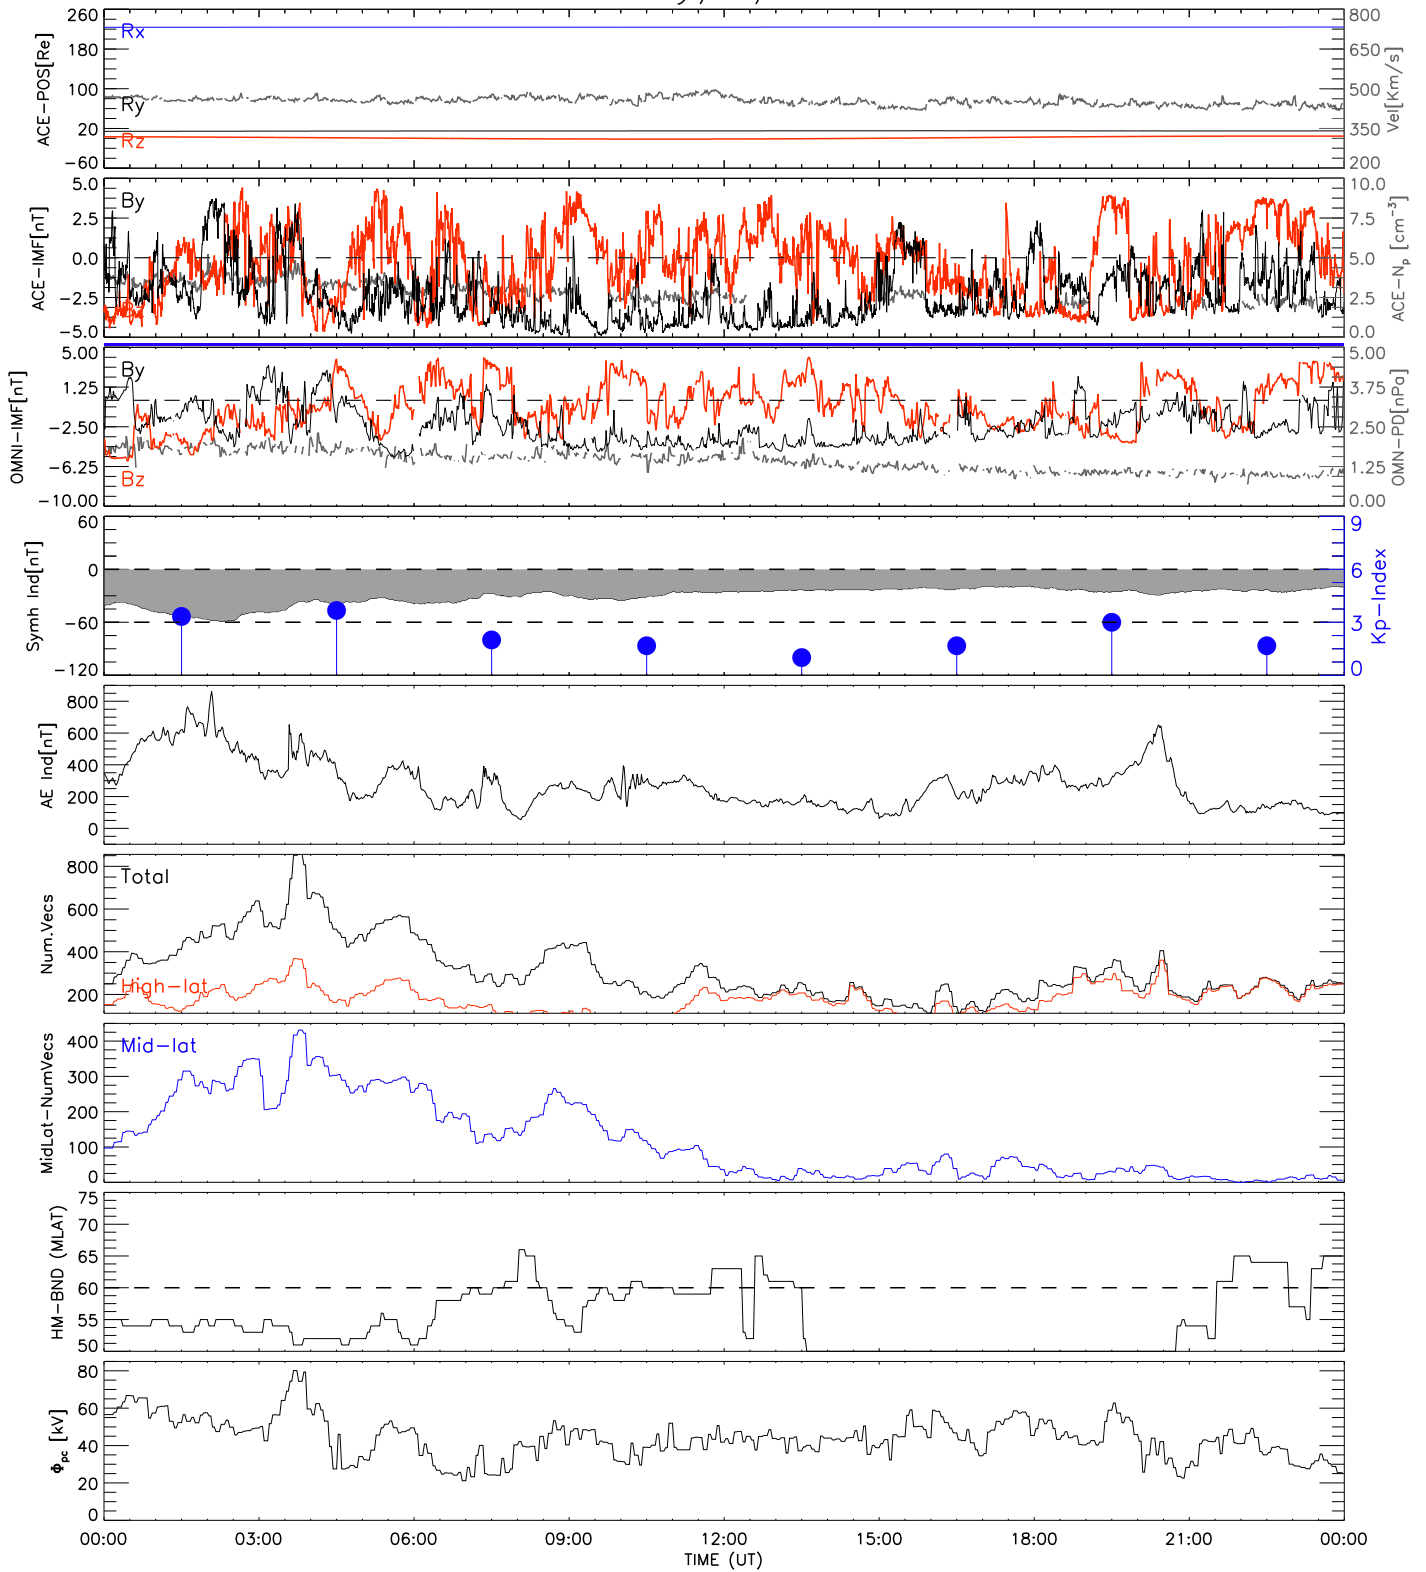 260
180
100
20
−60
ACE−POS[Re]
Rx
Ry
Rz
800
650
500
350
200
Vel[Km/s]
5.0
2.5
0.0
−2.5
−5.0
ACE−IMF[nT]
By
10.0
7.5
5.0
2.5
0.0
ACE−Np [cm−3]
5.00
1.25
−2.50
−6.25
−10.00
OMNI−IMF[nT]
By
Bz
5.00
3.75
2.50
1.25
0.00
OMN−PD[nPa]
60
0
−60
−120
Symh Ind[nT]
9
6
3
0
Kp−Index
800
600
400
200
0
AE Ind[nT]
800
600
400
200
Num.Vecs
Total
High−lat
400
300
200
100
0
MidLat−NumVecs
Mid−lat
75
70
65
60
55
50
HM−BND (MLAT)
80
60
40
20
0
Φpc [kV]
00:00 03:00 06:00 09:00 12:00 15:00 18:00 21:00 00:00
TIME (UT)